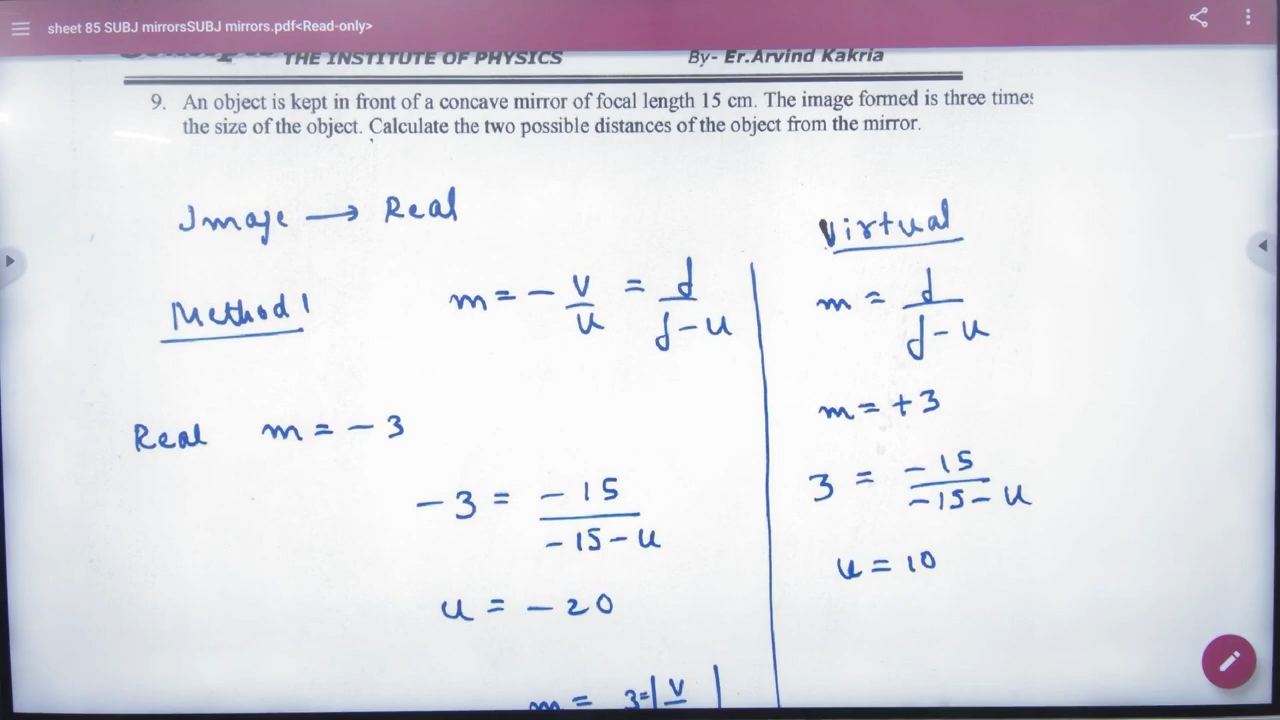 sheet 85 SUBJ mirrorsSUBJ mirrors.pdf<Read-only>
THE INSTITUTE OF PHYSICS By- Er.Arvind Kakria
9. An object is kept in front of a concave mirror of focal length 15 cm. The image formed is three times
the size of the object. Calculate the two possible distances of the object from the mirror.
Image → Real
Method 1
m = - v/u = f/f-u
Real m = -3
-3 = -15/-15-u
u = -20
m = 3=|v
Virtual
m = f/f-u
m = +3
3 = -15/-15-u
u = 10